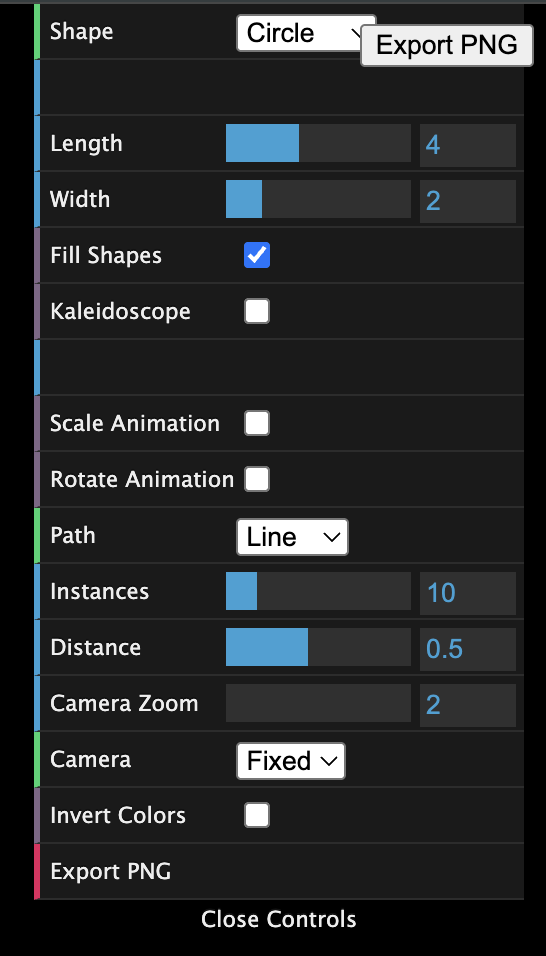 Shape Circle Export PNG
Length 4
Width 2
Fill Shapes
Kaleidoscope
Scale Animation
Rotate Animation
Path Line
Instances 10
Distance 0.5
Camera Zoom 2
Camera Fixed
Invert Colors
Export PNG
Close Controls